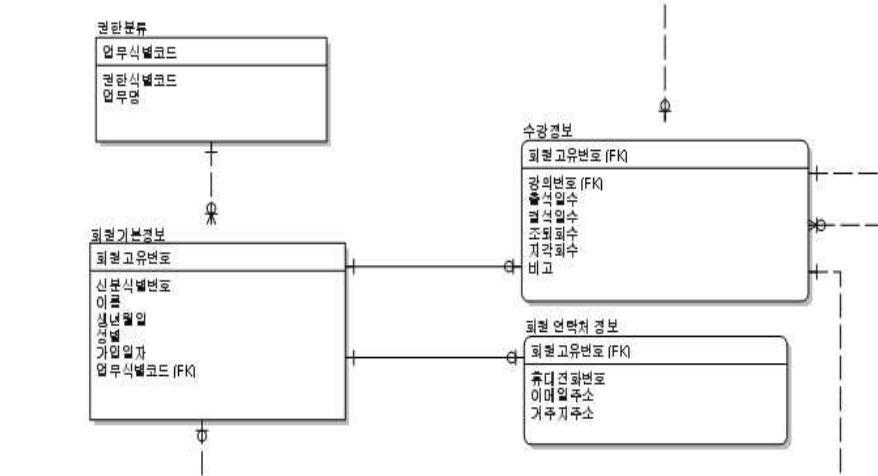 권한분류
업무식별코드
권한식별코드
업무명
수강정보
회원고유번호 (FK)
강의번호 (FK)
출석일수
결석일수
조퇴회수
지각회수
비고
회원기본정보
회원고유번호
신분식별번호
이름
생년월일
성별
가입일자
업무식별코드 (FK)
회원 연락처 정보
회원고유번호 (FK)
휴대전화번호
이메일주소
거주지주소